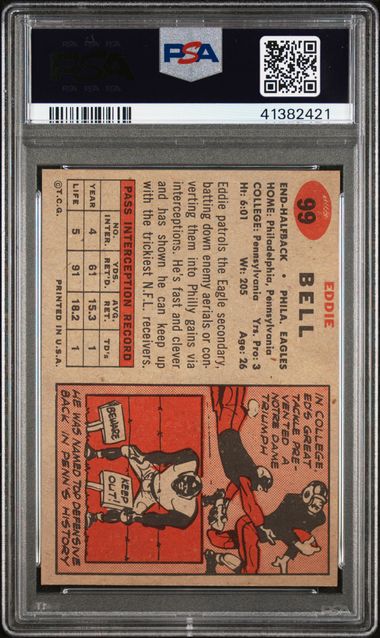 PSA
PSA
41382421
99
EDDIE
BELL
END-HALFBACK • PHILA. EAGLES
HOME: Philadelphia, Pennsylvania
COLLEGE: Pennsylvania Yrs. Pro: 3
Ht: 6:01 Wt: 205 Age: 26
Eddie patrols the Eagle secondary,
batting down enemy aerials or con-
verting them into Philly gains via
interceptions. He's fast and clever
and has shown he can keep up
with the trickiest N.F.L. receivers.
PASS INTERCEPTION RECORD
NO. INTER. YDS. RET'D. AVG. RET. TD's
YEAR 4 61 15.3 1
LIFE 5 91 18.2 1
©T.C.G. PRINTED IN U.S.A.
IN COLLEGE
ED'S GREAT
TACKLE PRE-
VENTED A
NOTRE DAME
TRIUMPH
BEWARE
KEEP
OUT!
HE WAS NAMED TOP DEFENSIVE
BACK IN PENN'S HISTORY
PSA